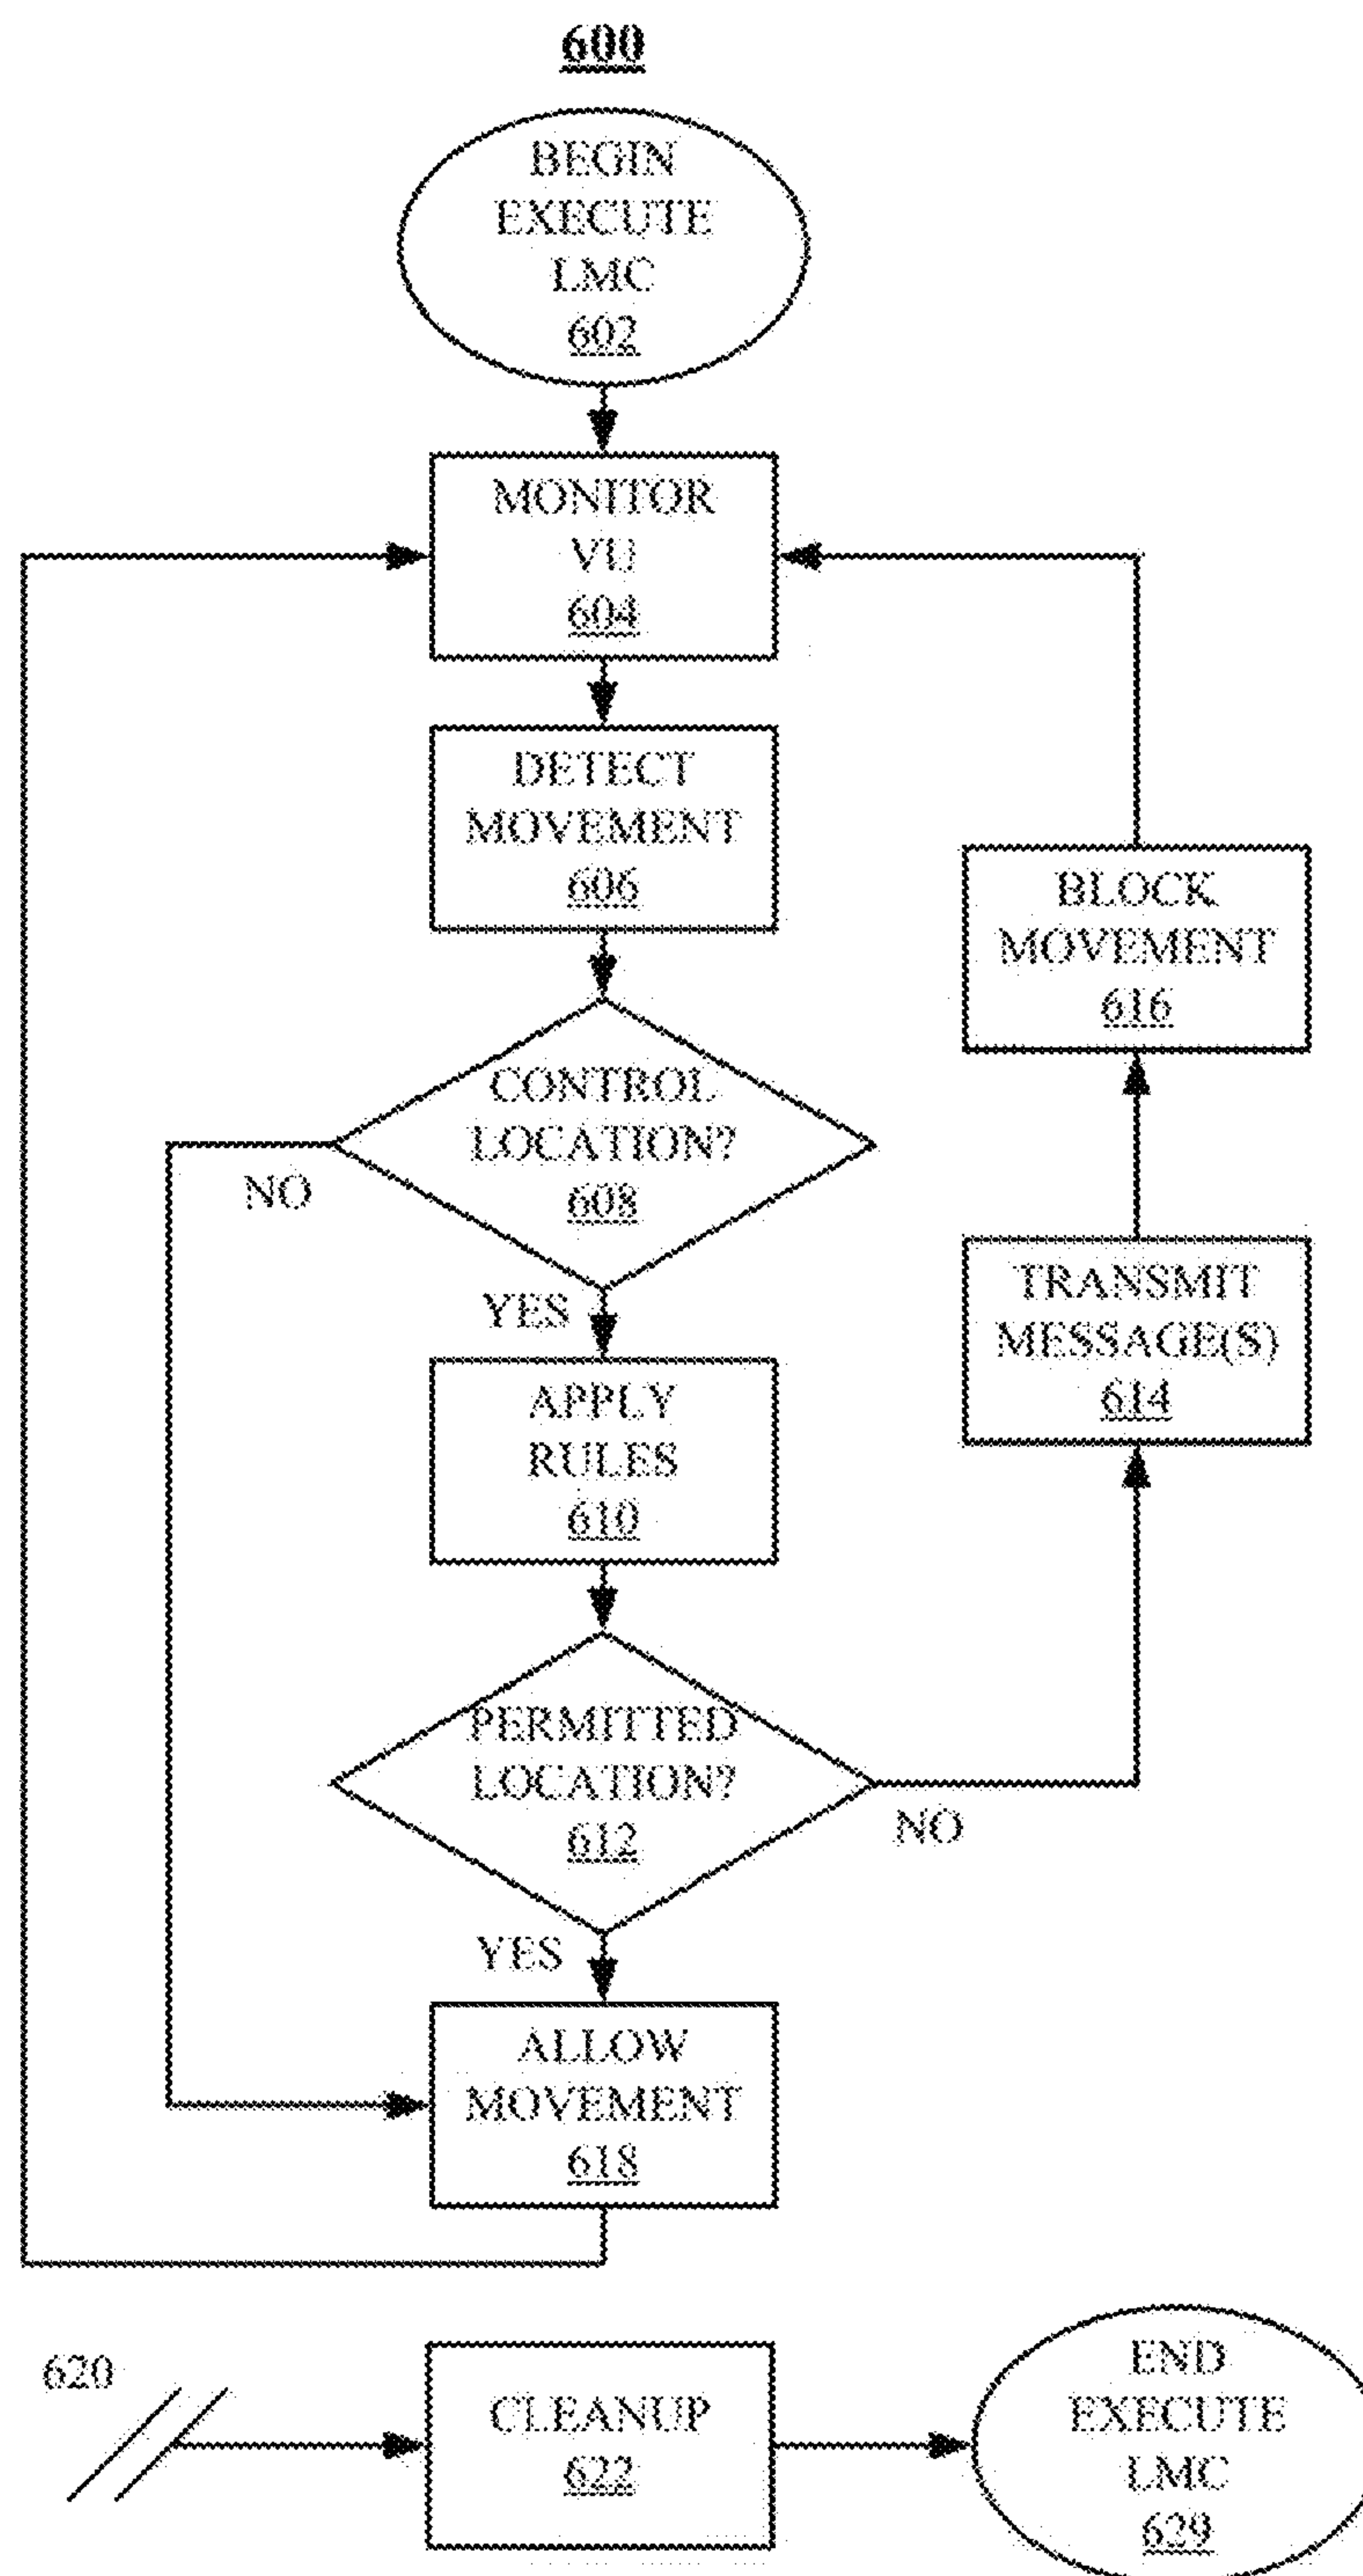 600
BEGIN
EXECUTE
LMC
602
MONITOR
VU
604
DETECT
MOVEMENT
606
CONTROL
LOCATION?
608
NO
YES
APPLY
RULES
610
PERMITTED
LOCATION?
612
NO
YES
TRANSMIT
MESSAGE(S)
614
BLOCK
MOVEMENT
616
ALLOW
MOVEMENT
618
620
CLEANUP
622
END
EXECUTE
LMC
629